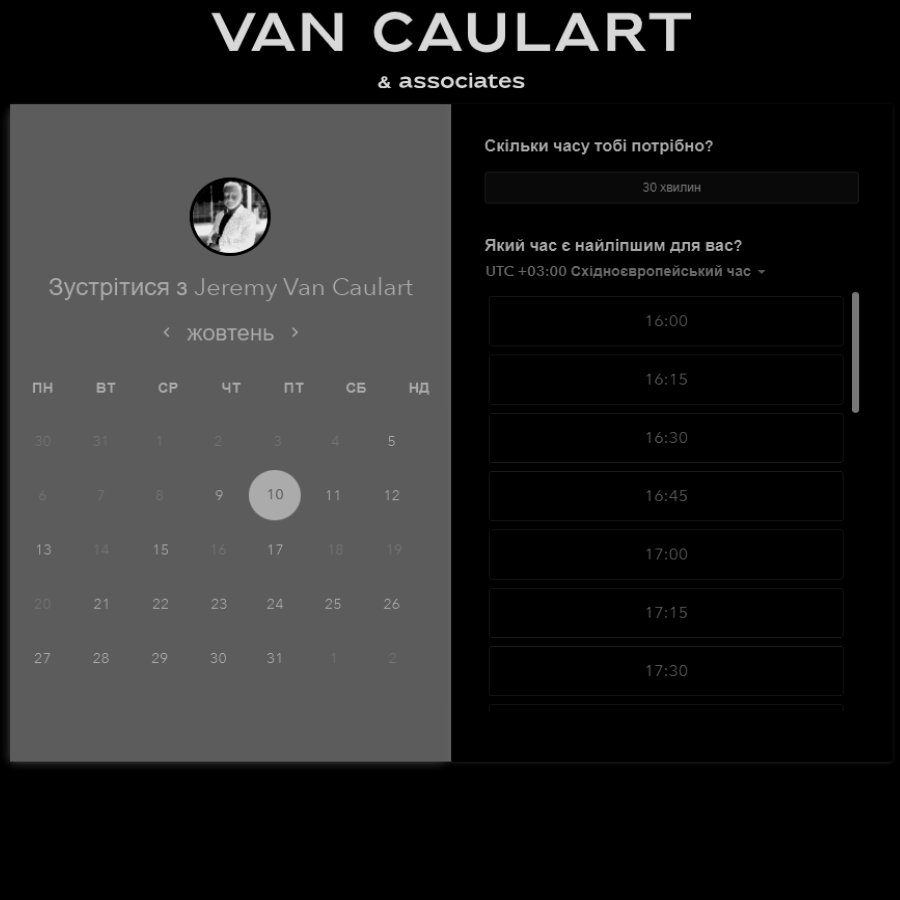 VAN CAULART
& associates
Зустрітися з Jeremy Van Caulart
жовтень
ПН ВТ СР ЧТ ПТ СБ НД
30 31 1 2 3 4 5
6 7 8 9 10 11 12
13 14 15 16 17 18 19
20 21 22 23 24 25 26
27 28 29 30 31 1 2
Скільки часу тобі потрібно?
30 хвилин
Який час є найліпшим для вас?
UTC +03:00 Східноєвропейський час
16:00
16:15
16:30
16:45
17:00
17:15
17:30